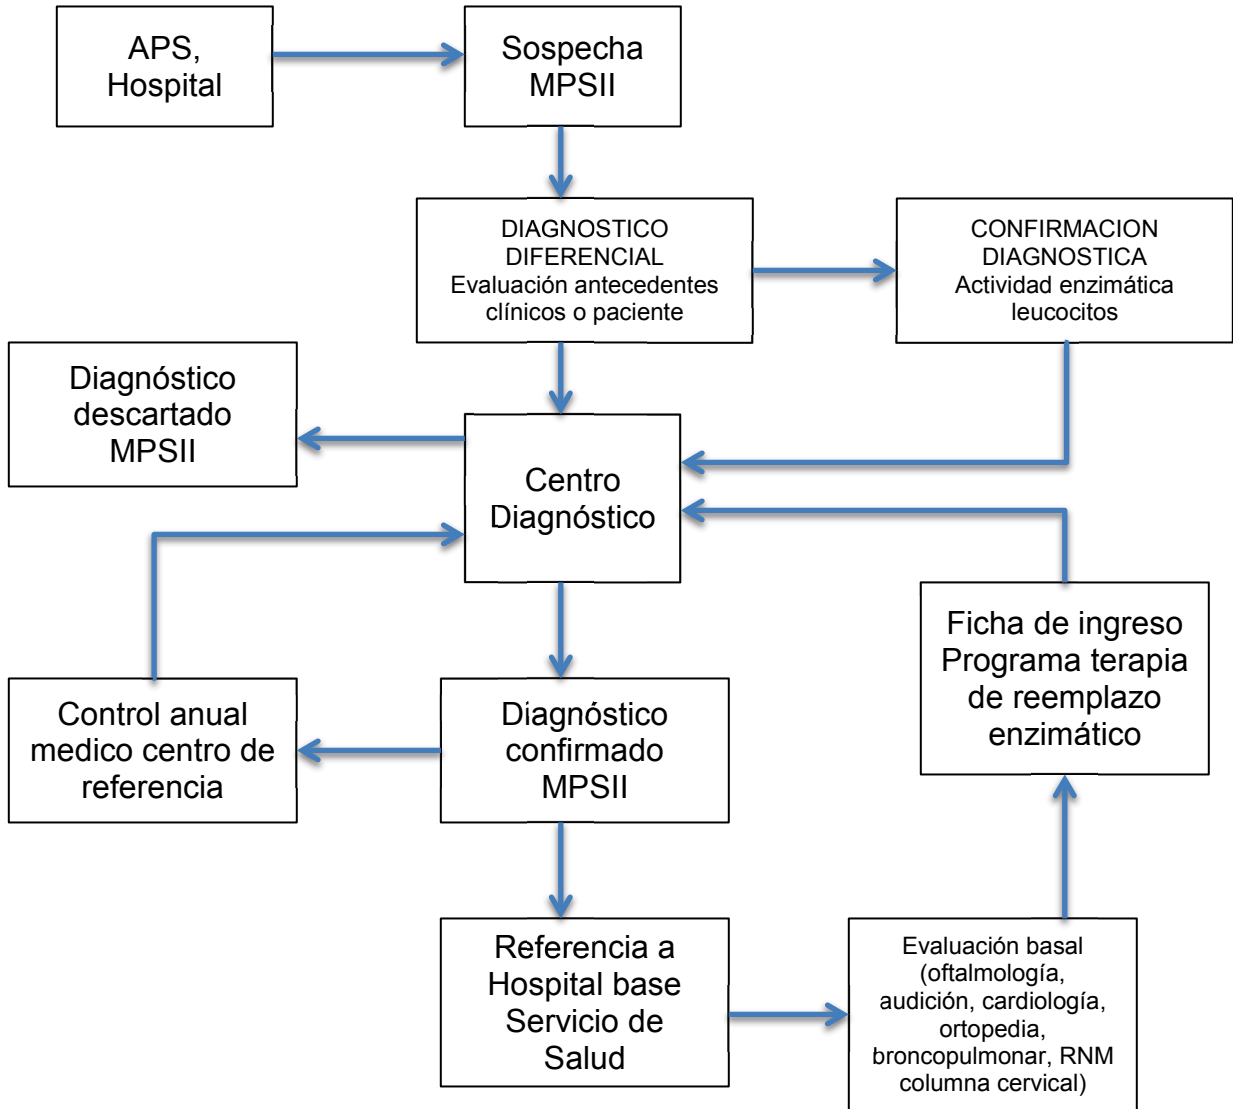 APS,
Hospital
Sospecha
MPSII
DIAGNOSTICO
DIFERENCIAL
Evaluación antecedentes
clínicos o paciente
CONFIRMACION
DIAGNOSTICA
Actividad enzimática
leucocitos
Diagnóstico
descartado
MPSII
Centro
Diagnóstico
Ficha de ingreso
Programa terapia
de reemplazo
enzimático
Control anual
medico centro de
referencia
Diagnóstico
confirmado
MPSII
Referencia a
Hospital base
Servicio de
Salud
Evaluación basal
(oftalmología,
audición, cardiología,
ortopedia,
broncopulmonar, RNM
columna cervical)